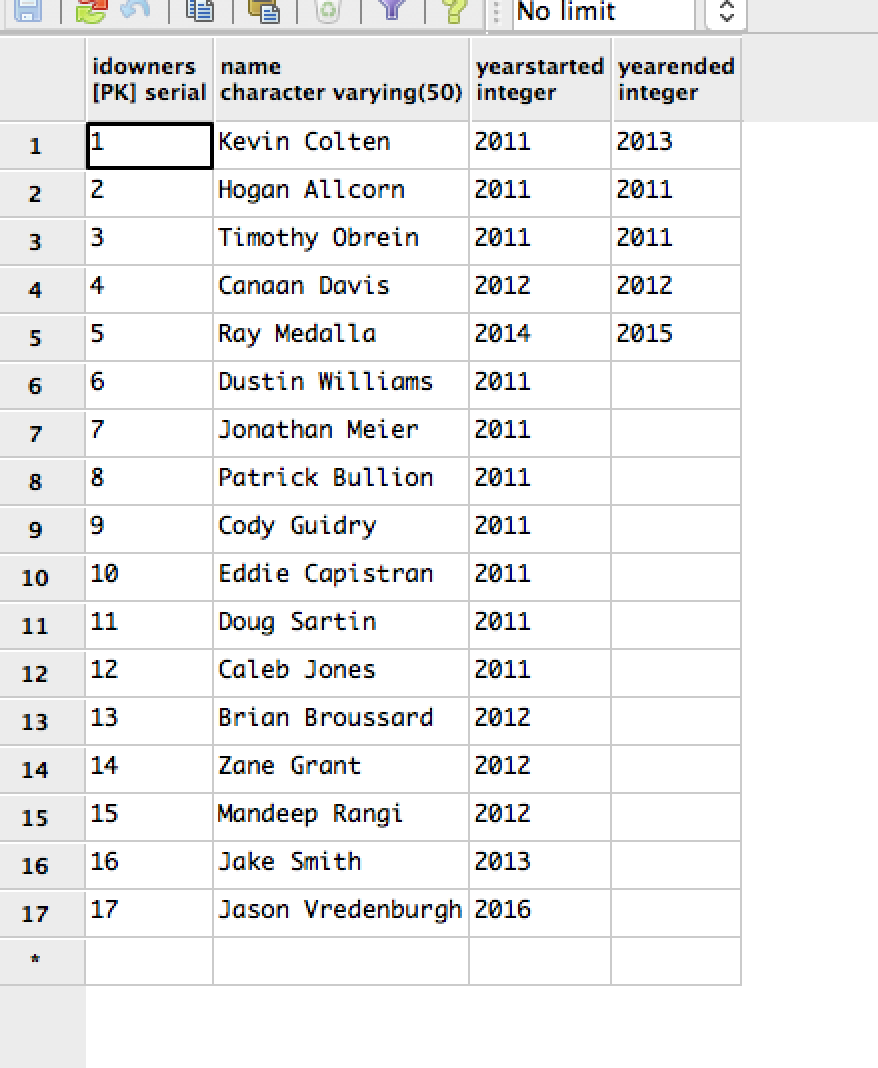 No limit
idowners name yearstarted yearended
[PK] serial character varying(50) integer integer
1 1 Kevin Colten 2011 2013
2 2 Hogan Allcorn 2011 2011
3 3 Timothy Obrein 2011 2011
4 4 Canaan Davis 2012 2012
5 5 Ray Medalla 2014 2015
6 6 Dustin Williams 2011
7 7 Jonathan Meier 2011
8 8 Patrick Bullion 2011
9 9 Cody Guidry 2011
10 10 Eddie Capistran 2011
11 11 Doug Sartin 2011
12 12 Caleb Jones 2011
13 13 Brian Broussard 2012
14 14 Zane Grant 2012
15 15 Mandeep Rangi 2012
16 16 Jake Smith 2013
17 17 Jason Vredenburgh 2016
*